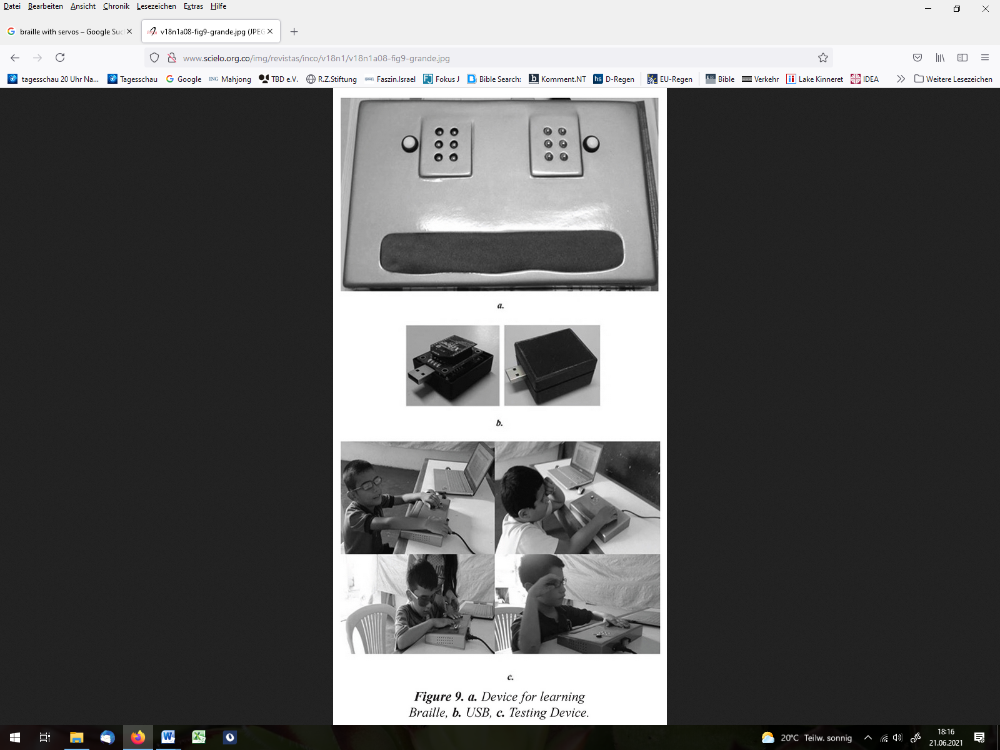 Datei Bearbeiten Ansicht Chronik Lesezeichen Extras Hilfe
braille with servos – Google Suc
v18n1a08-fig9-grande.jpg (JPEG
www.scielo.org.co/img/revistas/inco/v18n1/v18n1a08-fig9-grande.jpg
tagesschau 20 Uhr Na... Tagesschau Google ING Mahjong TBD e.V. R.Z.Stiftung Faszin.Israel Fokus J Bible Search: Komment.NT D-Regen EU-Regen Bible Verkehr Lake Kinneret IDEA Weitere Lesezeichen
a.
b.
c.
Figure 9. a. Device for learning
Braille, b. USB, c. Testing Device.
20°C Teilw. sonnig
18:16
21.06.2021